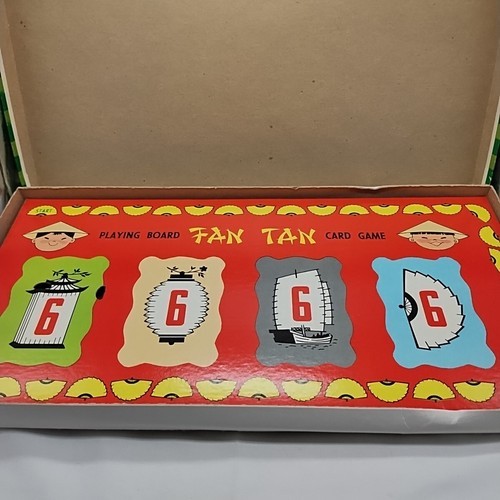 START
PLAYING BOARD FAN TAN CARD GAME
6 6 6 6